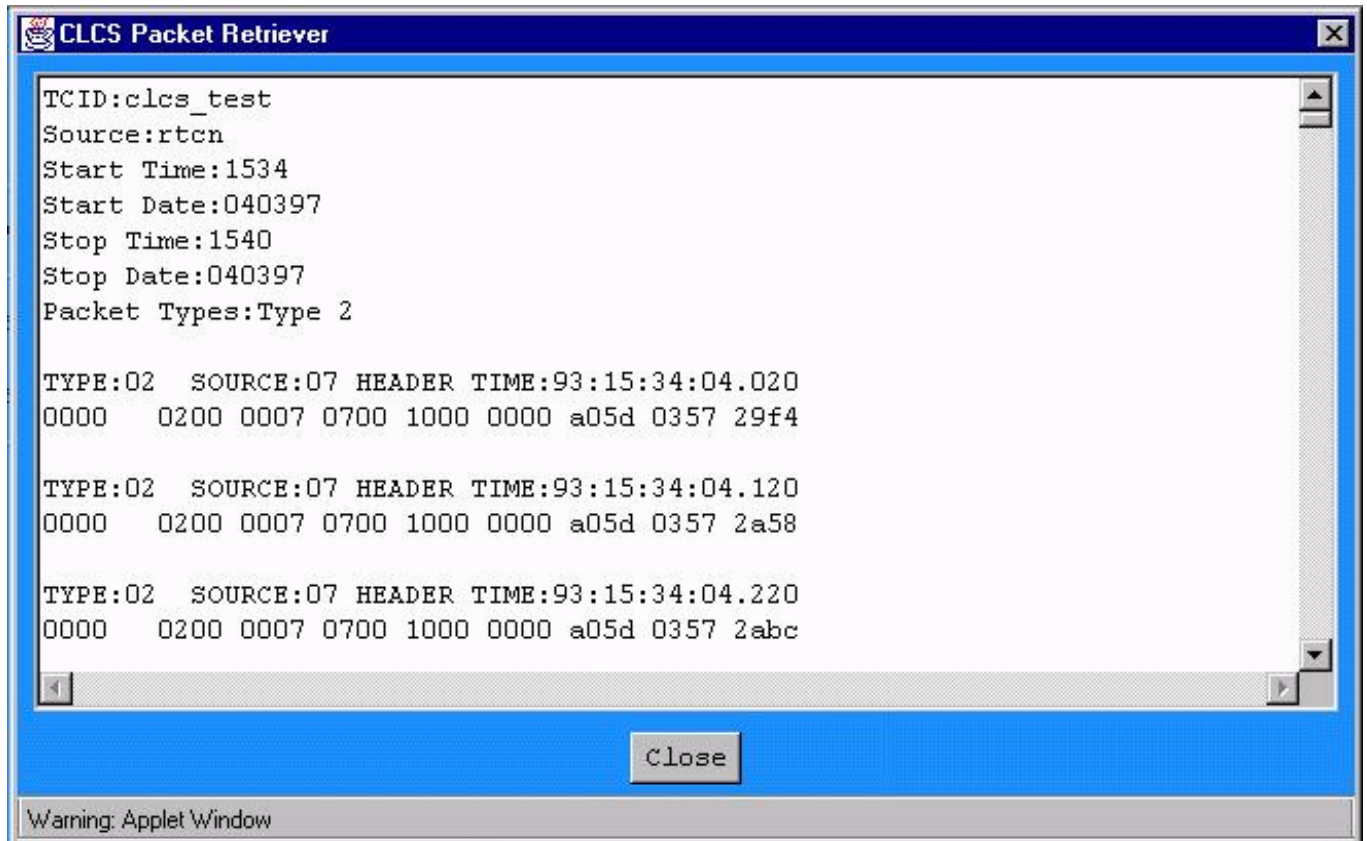 CLCS Packet Retriever
TCID:clcs_test
Source:rtcn
Start Time:1534
Start Date:040397
Stop Time:1540
Stop Date:040397
Packet Types:Type 2
TYPE:02  SOURCE:07 HEADER TIME:93:15:34:04.020
0000   0200 0007 0700 1000 0000 a05d 0357 29f4
TYPE:02  SOURCE:07 HEADER TIME:93:15:34:04.120
0000   0200 0007 0700 1000 0000 a05d 0357 2a58
TYPE:02  SOURCE:07 HEADER TIME:93:15:34:04.220
0000   0200 0007 0700 1000 0000 a05d 0357 2abc
Close
Warning: Applet Window